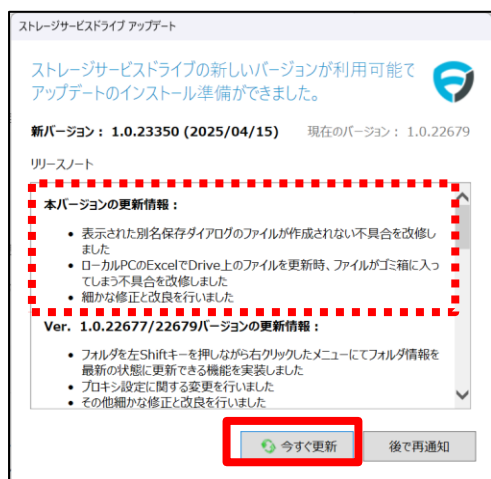 ストレージサービスドライブ アップデート
ストレージサービスドライブの新しいバージョンが利用可能で
アップデートのインストール準備ができました。
新バージョン： 1.0.23350 (2025/04/15) 現在のバージョン： 1.0.22679
リリースノート
本バージョンの更新情報：
• 表示された別名保存ダイアログのファイルが作成されない不具合を改修し
ました
• ローカルPCのExcelでDrive上のファイルを更新時、ファイルがゴミ箱に入っ
てしまう不具合を改修しました
• 細かな修正と改良を行いました
Ver. 1.0.22677/22679バージョンの更新情報：
• フォルダを左Shiftキーを押しながら右クリックしたメニューにてフォルダ情報を
最新の状態に更新できる機能を実装しました
• プロキシ設定に関する変更を行いました
• その他細かな修正と改良を行いました
今すぐ更新 後で再通知